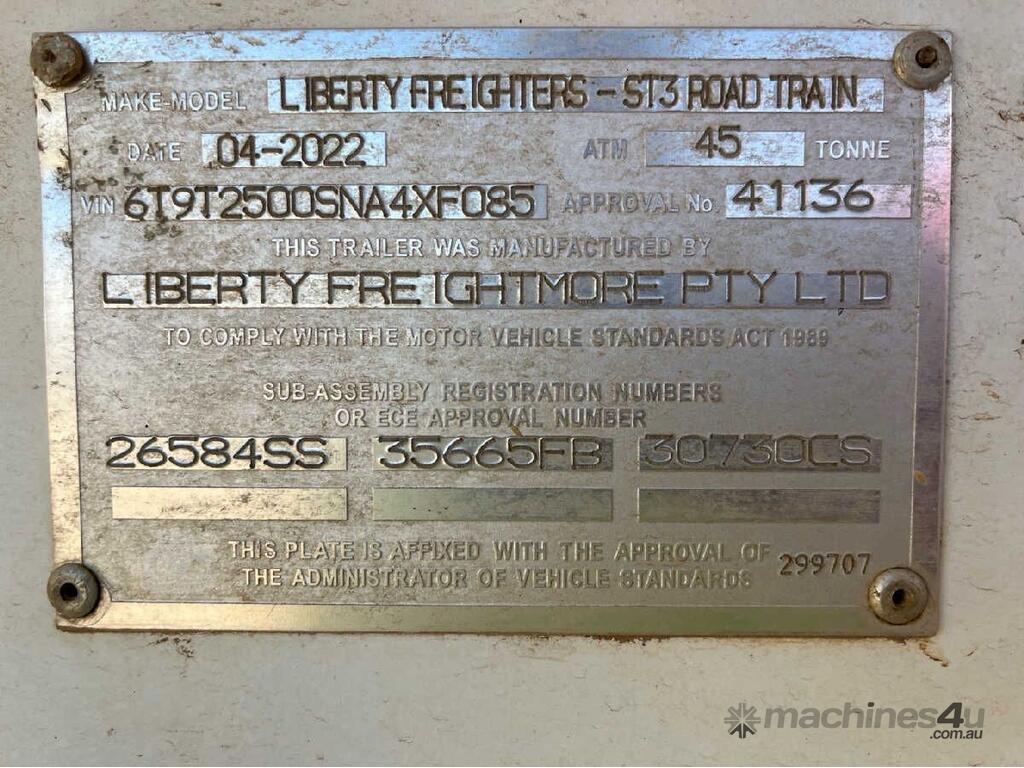 MAKE-MODEL LIBERTY FREIGHTERS - ST3 ROAD TRAIN
DATE 04-2022 ATM 45 TONNE
VIN 6T9T2500SNA4XF085 APPROVAL No. 41136
THIS TRAILER WAS MANUFACTURED BY
LIBERTY FREIGHTMORE PTY LTD
TO COMPLY WITH THE MOTOR VEHICLE STANDARDS ACT 1989
SUB-ASSEMBLY REGISTRATION NUMBERS
OR ECE APPROVAL NUMBER
26584SS 35665FB 30730CS
THIS PLATE IS AFFIXED WITH THE APPROVAL OF
THE ADMINISTRATOR OF VEHICLE STANDARDS 299707
machines4u
.com.au